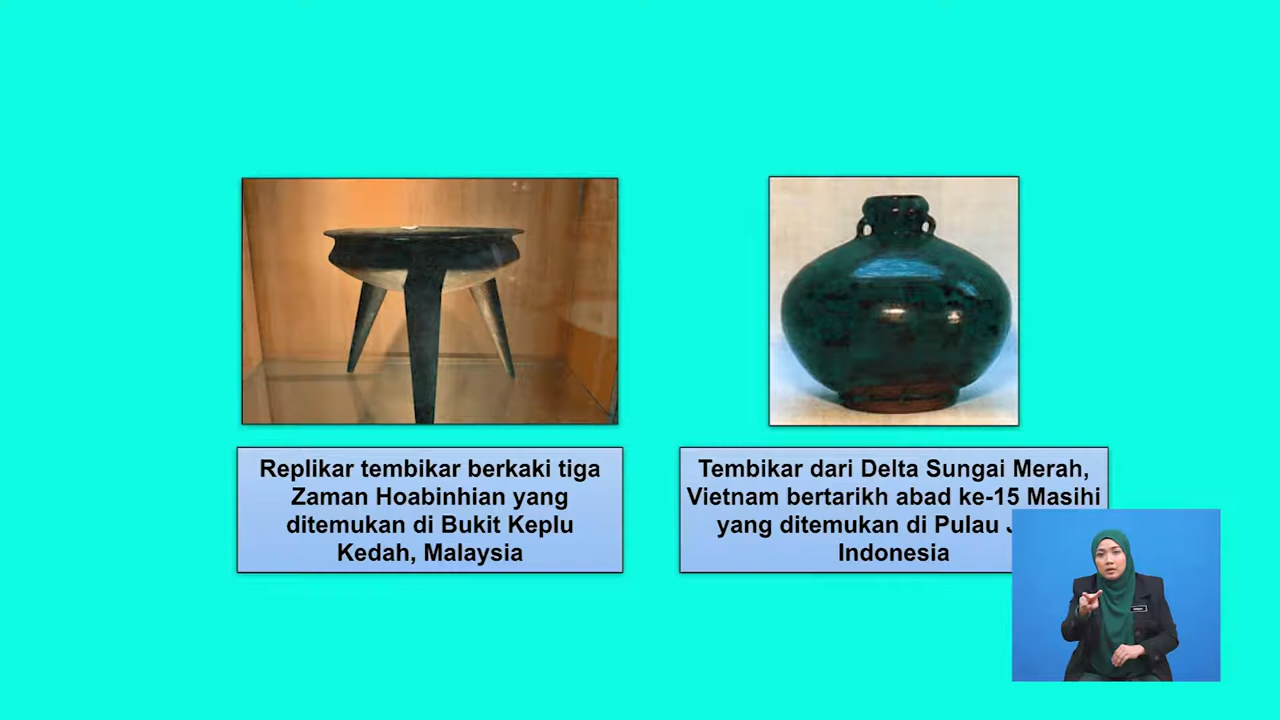 Replikar tembikar berkaki tiga
Zaman Hoabinhian yang
ditemukan di Bukit Keplu
Kedah, Malaysia
Tembikar dari Delta Sungai Merah,
Vietnam bertarikh abad ke-15 Masihi
yang ditemukan di Pulau
Indonesia